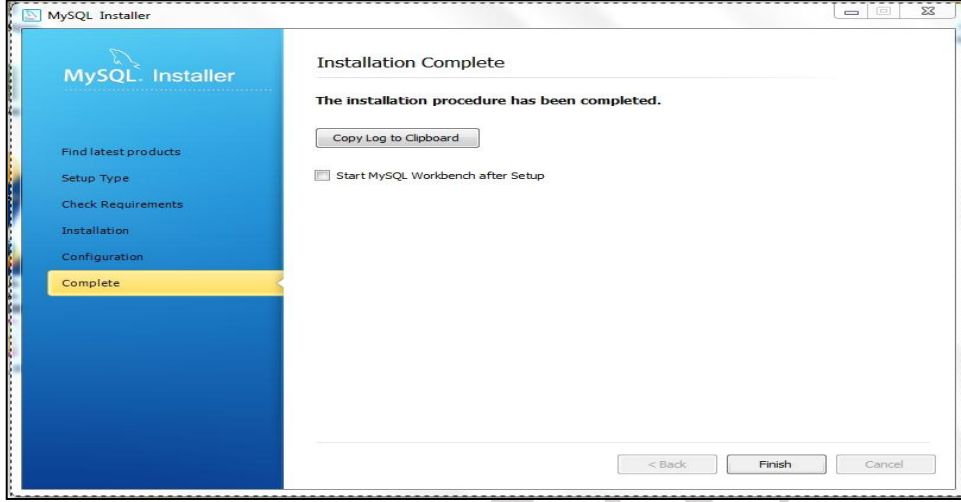 MySQL Installer
MySQL. Installer
Find latest products
Setup Type
Check Requirements
Installation
Configuration
Complete
Installation Complete
The installation procedure has been completed.
Copy Log to Clipboard
Start MySQL Workbench after Setup
< Back
Finish
Cancel